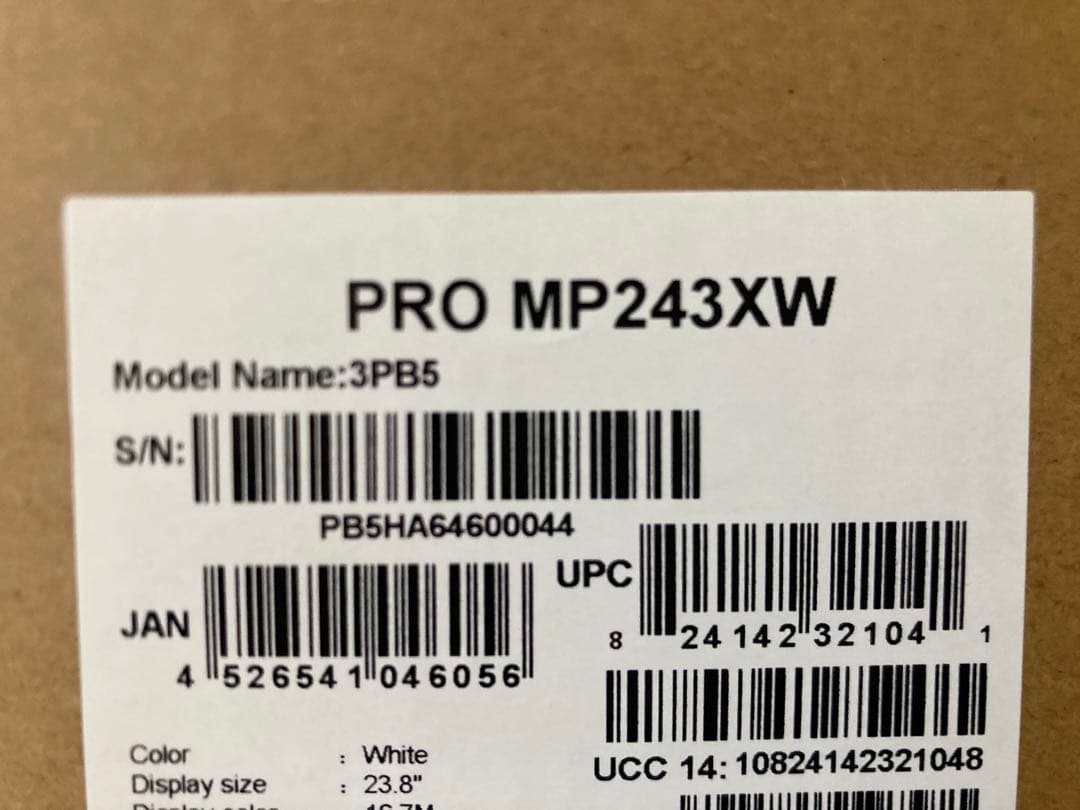 PRO MP243XW
Model Name:3PB5
S/N:
PB5HA64600044
UPC
8 24142 32104 1
JAN
4 526541 046056
UCC 14: 10824142321048
Color : White
Display size : 23.8"